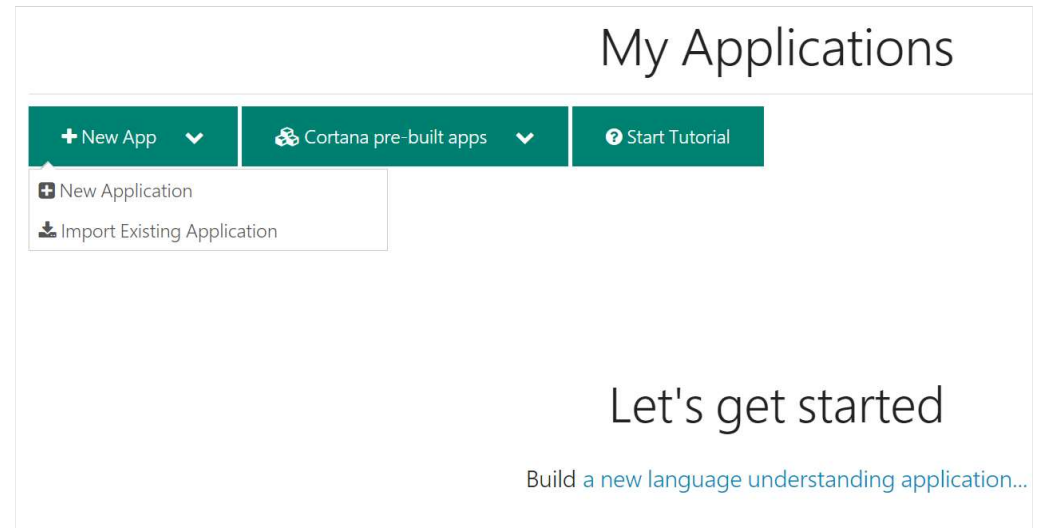 My Applications
New App Cortana pre-built apps Start Tutorial
New Application
Import Existing Application
Let's get started
Build a new language understanding application...